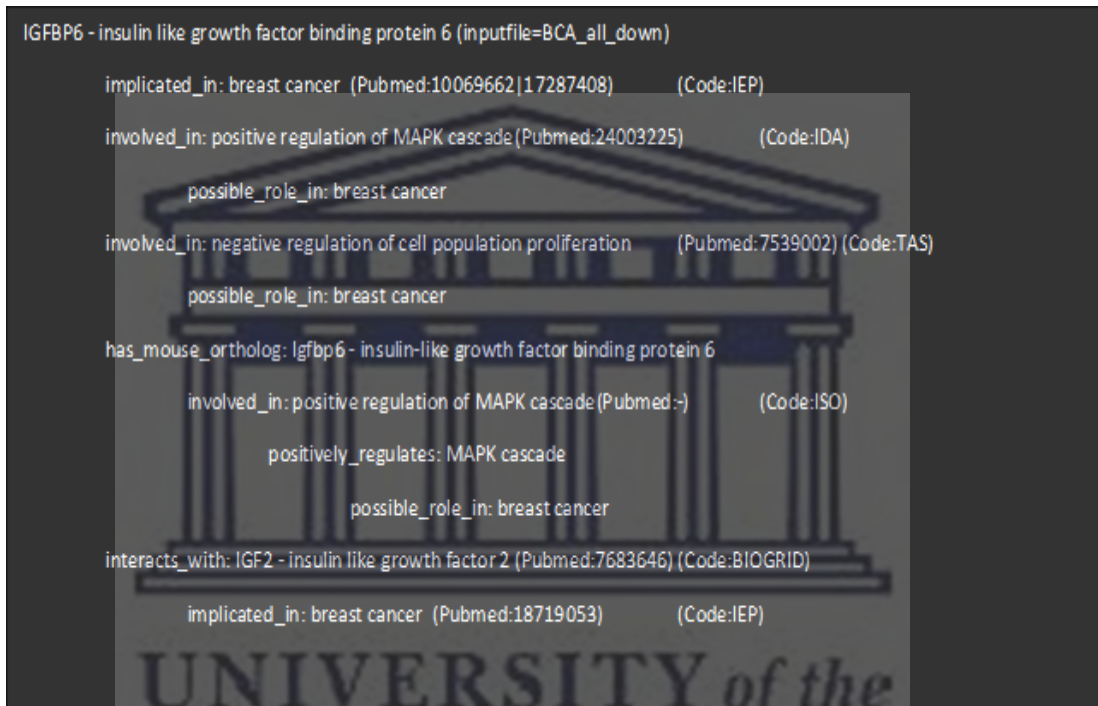 IGFBP6 - insulin like growth factor binding protein 6 (inputfile=BCA_all_down)
implicated_in: breast cancer (Pubmed:10069662|17287408) (Code:IEP)
involved_in: positive regulation of MAPK cascade (Pubmed:24003225) (Code:IDA)
possible_role_in: breast cancer
involved_in: negative regulation of cell population proliferation (Pubmed:7539002) (Code:TAS)
possible_role_in: breast cancer
has_mouse_ortholog: Igfbp6 - insulin-like growth factor binding protein 6
involved_in: positive regulation of MAPK cascade (Pubmed:-) (Code:ISO)
positively_regulates: MAPK cascade
possible_role_in: breast cancer
interacts_with: IGF2 - insulin like growth factor 2 (Pubmed:7683646) (Code:BIOGRID)
implicated_in: breast cancer (Pubmed:18719053) (Code:IEP)
UNIVERSITY of the